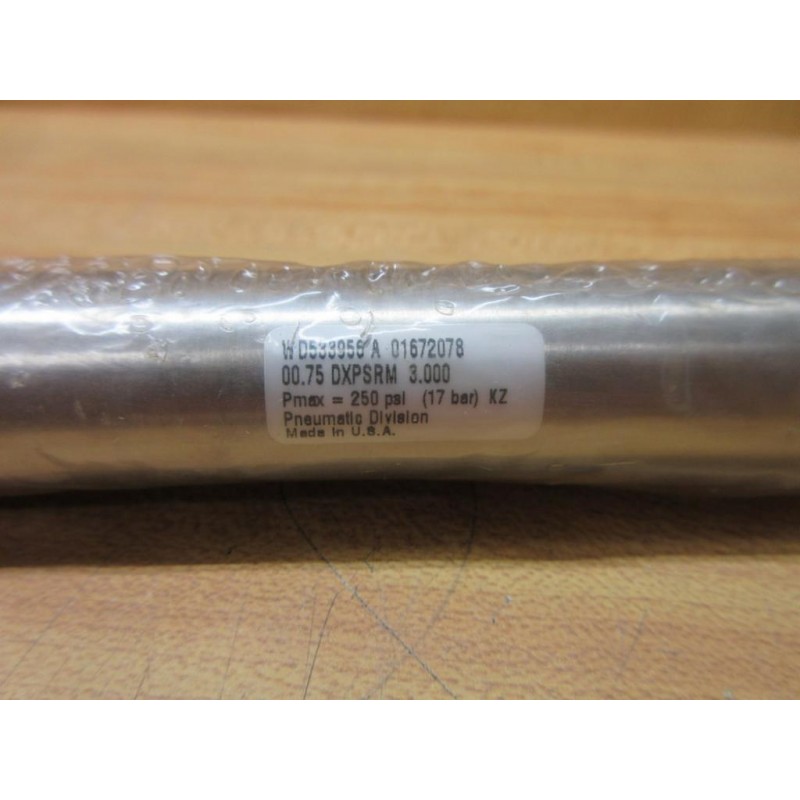 WD533956 A 01672078
00.75 DXPSRM 3.000
Pmax = 250 psi (17 bar) KZ
Pneumatic Division
Made in U.S.A.